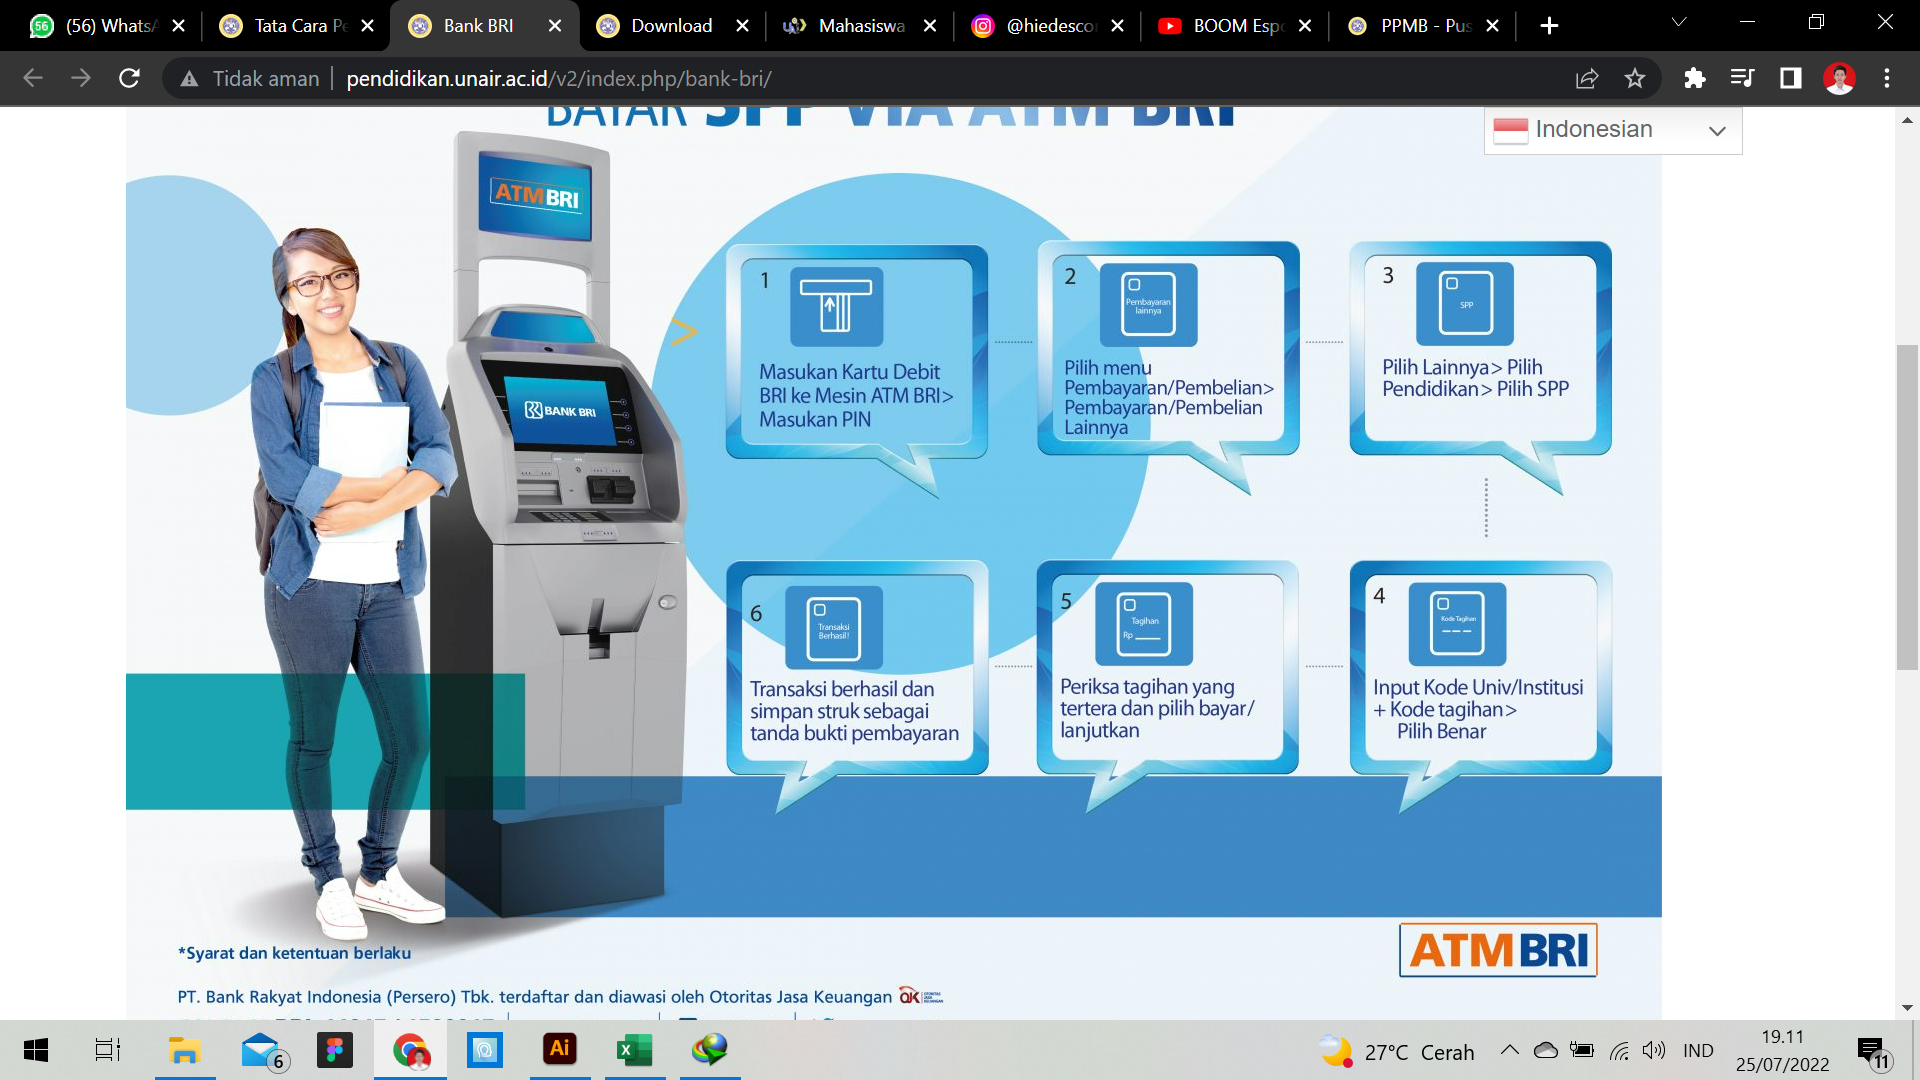 (56) WhatsA
Tata Cara Pe
Bank BRI
Download
Mahasiswa
@hiedescor
BOOM Espo
PPMB - Pus
Tidak aman
pendidikan.unair.ac.id/v2/index.php/bank-bri/
BAYAR SPP VIA ATM BRI
Indonesian
ATM BRI
BANK BRI
1
Masukan Kartu Debit
BRI ke Mesin ATM BRI>
Masukan PIN
2
Pembayaran
lainnya
Pilih menu
Pembayaran/Pembelian>
Pembayaran/Pembelian
Lainnya
3
SPP
Pilih Lainnya> Pilih
Pendidikan> Pilih SPP
4
Kode Tagihan
Input Kode Univ/Institusi
+ Kode tagihan>
Pilih Benar
5
Tagihan
Rp
Periksa tagihan yang
tertera dan pilih bayar/
lanjutkan
6
Transaksi
Berhasil!
Transaksi berhasil dan
simpan struk sebagai
tanda bukti pembayaran
*Syarat dan ketentuan berlaku
ATM BRI
PT. Bank Rakyat Indonesia (Persero) Tbk. terdaftar dan diawasi oleh Otoritas Jasa Keuangan
OTORITAS
JASA
KEUANGAN
6
Ai
27°C Cerah
IND
19.11
25/07/2022
11